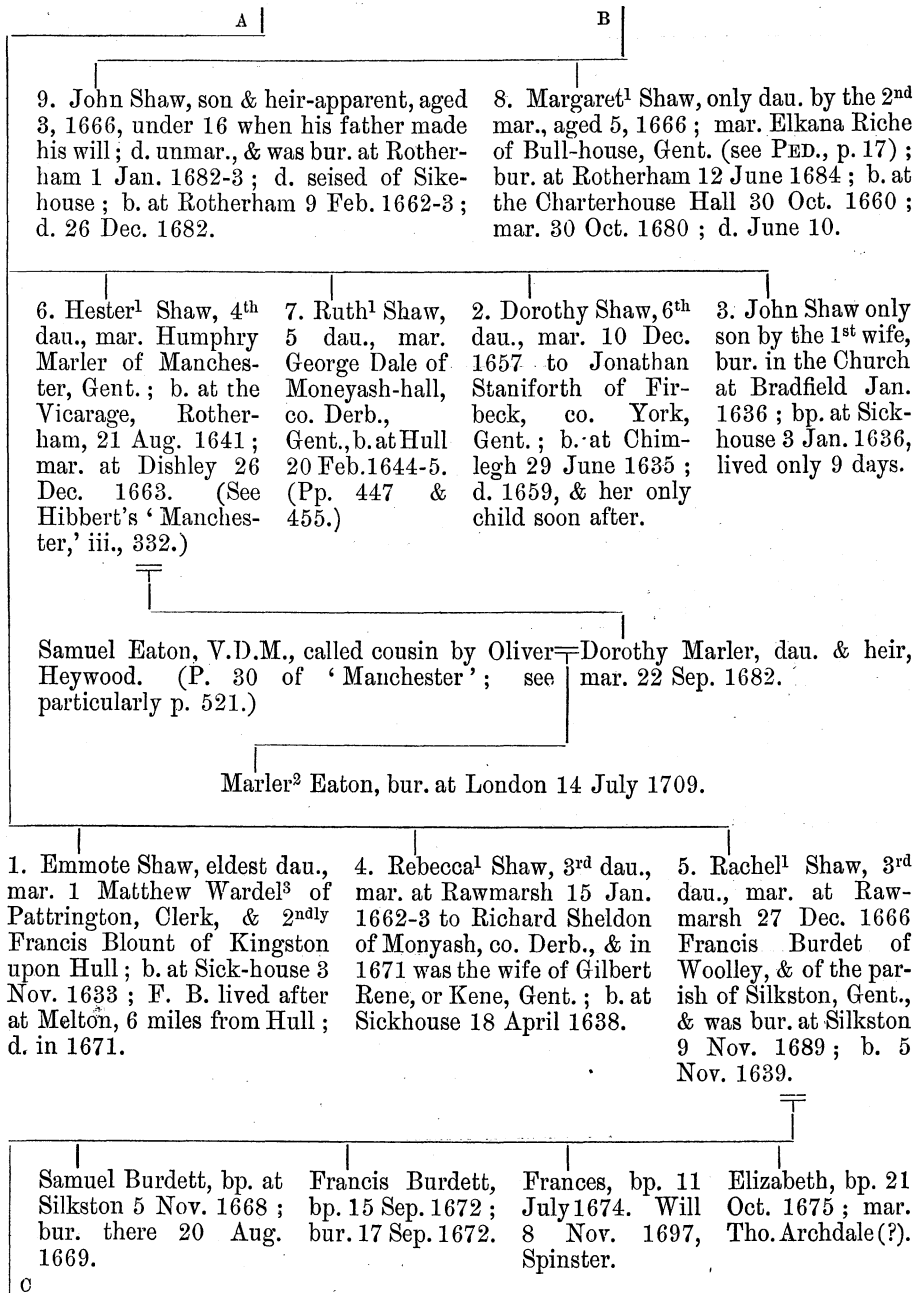 A B
9. John Shaw, son & heir-apparent, aged
3, 1666, under 16 when his father made
his will; d. unmar., & was bur. at Rother-
ham 1 Jan. 1682-3; d. seised of Sike-
house; b. at Rotherham 9 Feb. 1662-3;
d. 26 Dec. 1682.
8. Margaret¹ Shaw, only dau. by the 2ⁿᵈ
mar., aged 5, 1666; mar. Elkana Riche
of Bull-house, Gent. (see PED., p. 17);
bur. at Rotherham 12 June 1684; b. at
the Charterhouse Hall 30 Oct. 1660;
mar. 30 Oct. 1680; d. June 10.
6. Hester¹ Shaw, 4ᵗʰ
dau., mar. Humphry
Marler of Manches-
ter, Gent.; b. at the
Vicarage, Rother-
ham, 21 Aug. 1641;
mar. at Dishley 26
Dec. 1663. (See
Hibbert's ‘Manches-
ter,’ iii., 332.)
7. Ruth¹ Shaw,
5 dau., mar.
George Dale of
Moneyash-hall,
co. Derb.,
Gent., b. at Hull
20 Feb. 1644-5.
(Pp. 447 &
455.)
2. Dorothy Shaw, 6ᵗʰ
dau., mar. 10 Dec.
1657 to Jonathan
Staniforth of Fir-
beck, co. York,
Gent.; b. at Chim-
legh 29 June 1635;
d. 1659, & her only
child soon after.
3. John Shaw only
son by the 1ˢᵗ wife,
bur. in the Church
at Bradfield Jan.
1636; bp. at Sick-
house 3 Jan. 1636,
lived only 9 days.
Samuel Eaton, V.D.M., called cousin by Oliver
Heywood. (P. 30 of ‘Manchester’; see
particularly p. 521.)
Dorothy Marler, dau. & heir,
mar. 22 Sep. 1682.
Marler² Eaton, bur. at London 14 July 1709.
1. Emmote Shaw, eldest dau.,
mar. 1 Matthew Wardel³ of
Pattrington, Clerk, & 2ⁿᵈˡʸ
Francis Blount of Kingston
upon Hull; b. at Sick-house 3
Nov. 1633; F. B. lived after
at Melton, 6 miles from Hull;
d. in 1671.
4. Rebecca¹ Shaw, 3ʳᵈ dau.,
mar. at Rawmarsh 15 Jan.
1662-3 to Richard Sheldon
of Monyash, co. Derb., & in
1671 was the wife of Gilbert
Rene, or Kene, Gent.; b. at
Sickhouse 18 April 1638.
5. Rachel¹ Shaw, 3ʳᵈ
dau., mar. at Raw-
marsh 27 Dec. 1666
Francis Burdet of
Woolley, & of the par-
ish of Silkston, Gent.,
& was bur. at Silkston
9 Nov. 1689; b. 5
Nov. 1639.
Samuel Burdett, bp. at
Silkston 5 Nov. 1668;
bur. there 20 Aug.
1669.
Francis Burdett,
bp. 15 Sep. 1672;
bur. 17 Sep. 1672.
Frances, bp. 11
July 1674. Will
8 Nov. 1697,
Spinster.
Elizabeth, bp. 21
Oct. 1675; mar.
Tho. Archdale (?).
C